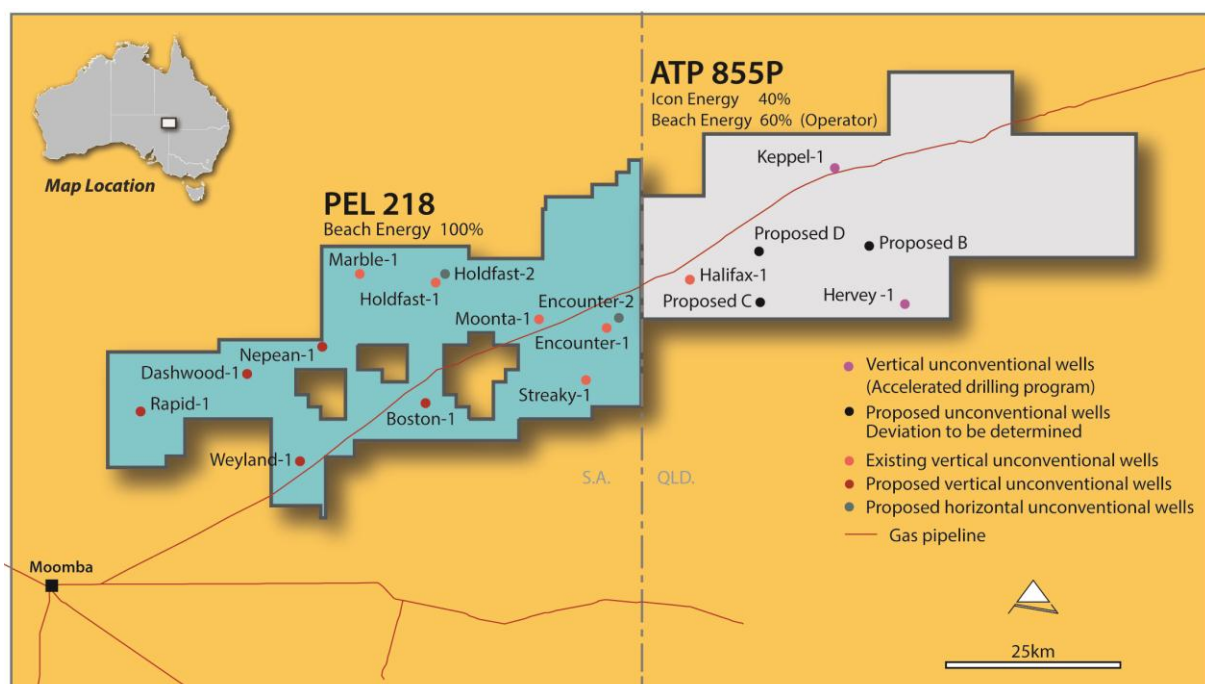 Map Location
ATP 855P
Icon Energy 40%
Beach Energy 60% (Operator)
Keppel-1
PEL 218
Beach Energy 100%
Proposed D
Proposed B
Marble-1
Holdfast-2
Halifax-1
Holdfast-1
Encounter-2
Proposed C
Hervey -1
Moonta-1
Encounter-1
Nepean-1
Dashwood-1
Streaky-1
Rapid-1
Boston-1
Weyland-1
S.A.
QLD.
Vertical unconventional wells
(Accelerated drilling program)
Proposed unconventional wells
Deviation to be determined
Existing vertical unconventional wells
Proposed vertical unconventional wells
Proposed horizontal unconventional wells
Gas pipeline
Moomba
25km